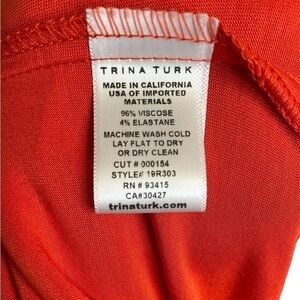 TRINA TURK
MADE IN CALIFORNIA
USA OF IMPORTED
MATERIALS
96% VISCOSE
4% ELASTANE
MACHINE WASH COLD
LAY FLAT TO DRY
OR DRY CLEAN
CUT # 000154
STYLE# 19R303
RN # 93415
CA#30427
trinaturk.com